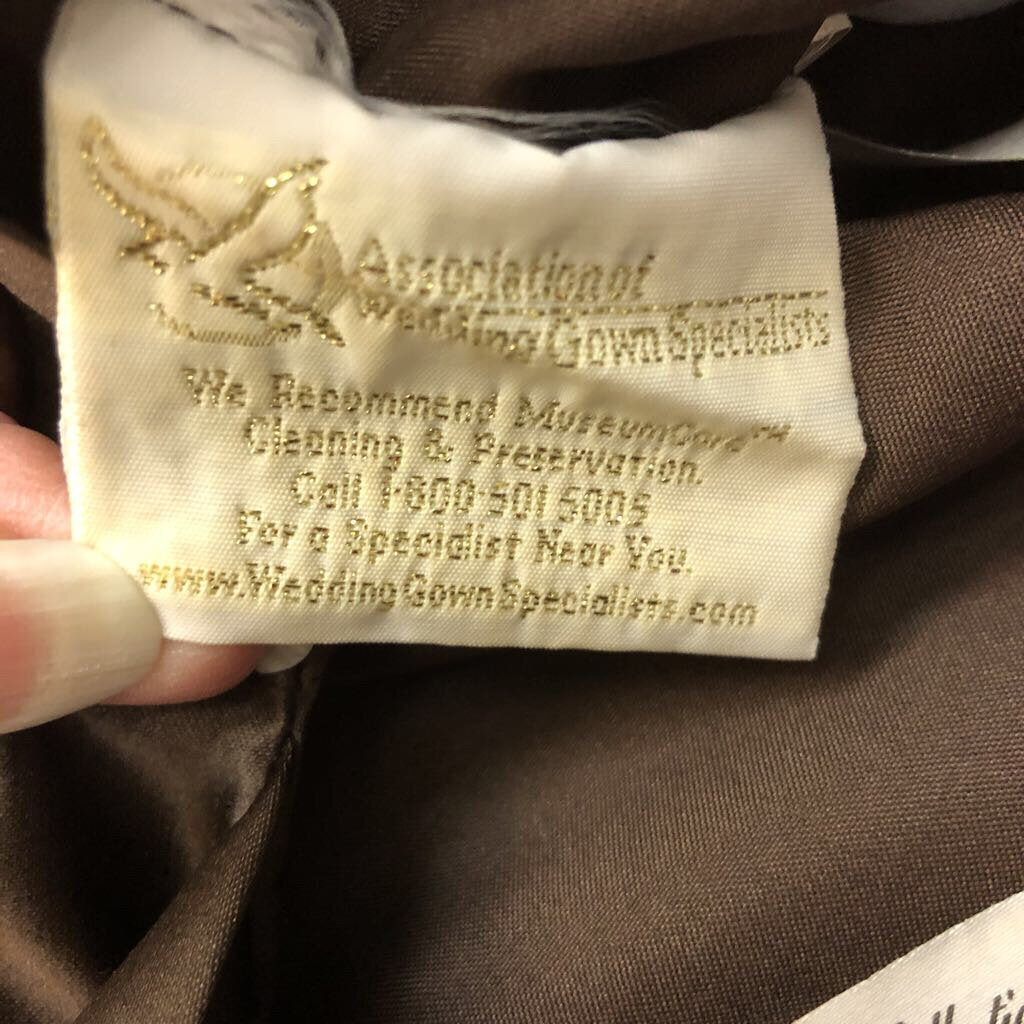 Association of
Wedding Gown Specialists
We Recommend MuseumCare™
Cleaning & Preservation.
Call 1-800-501 5005
For a Specialist Near You.
www.WeddingGownSpecialists.com